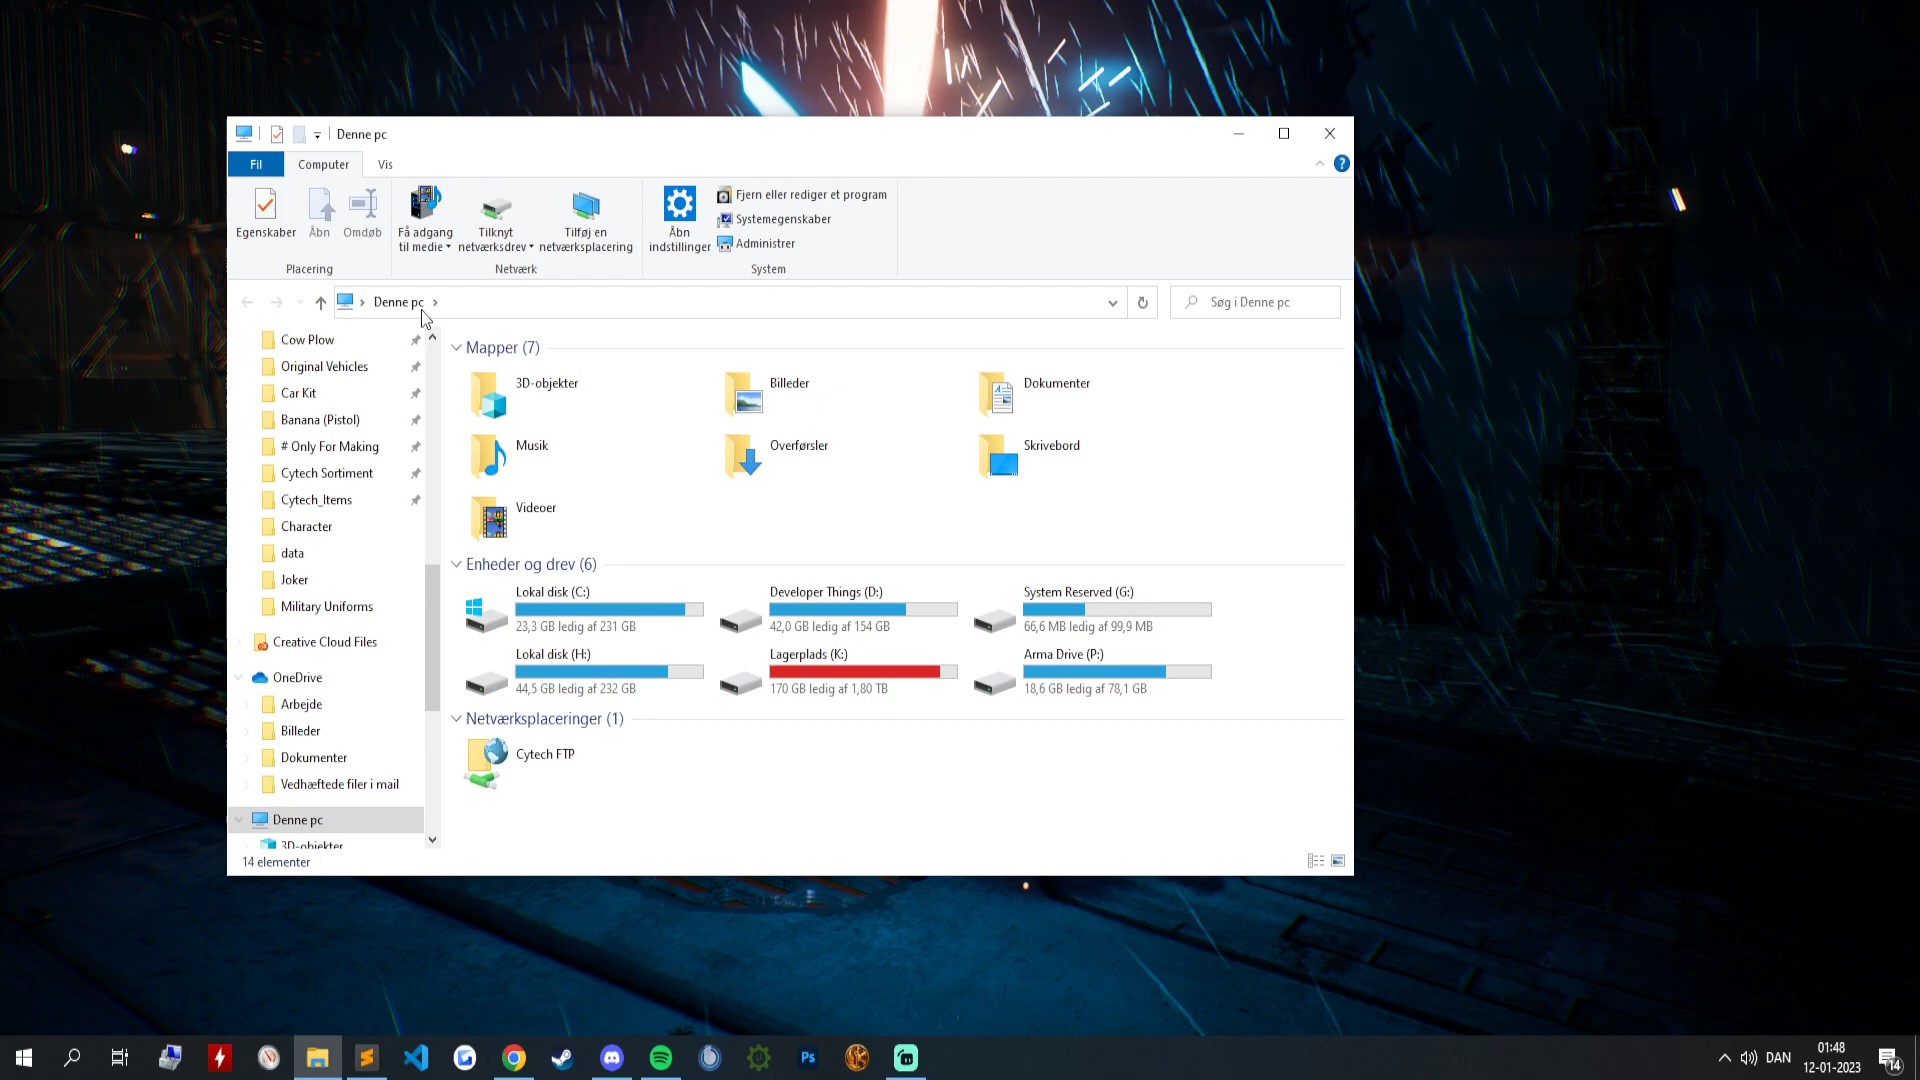 Denne pc
Fil Computer Vis
Egenskaber Åbn Omdøb
Få adgang til medie
Tilknyt netværksdrev
Tilføj en netværksplacering
Åbn indstillinger
Fjern eller rediger et program
Systemegenskaber
Administrer
Placering Netværk System
Denne pc
Søg i Denne pc
Cow Plow
Original Vehicles
Car Kit
Banana (Pistol)
# Only For Making
Cytech Sortiment
Cytech_Items
Character
data
Joker
Military Uniforms
Creative Cloud Files
OneDrive
Arbejde
Billeder
Dokumenter
Vedhæftede filer i mail
Denne pc
3D-objekter
Mapper (7)
3D-objekter Billeder Dokumenter
Musik Overførsler Skrivebord
Videoer
Enheder og drev (6)
Lokal disk (C:)
23,3 GB ledig af 231 GB
Developer Things (D:)
42,0 GB ledig af 154 GB
System Reserved (G:)
66,6 MB ledig af 99,9 MB
Lokal disk (H:)
44,5 GB ledig af 232 GB
Lagerplads (K:)
170 GB ledig af 1,80 TB
Arma Drive (P:)
18,6 GB ledig af 78,1 GB
Netværksplaceringer (1)
Cytech FTP
14 elementer
Ps
DAN
01:48
12-01-2023
14